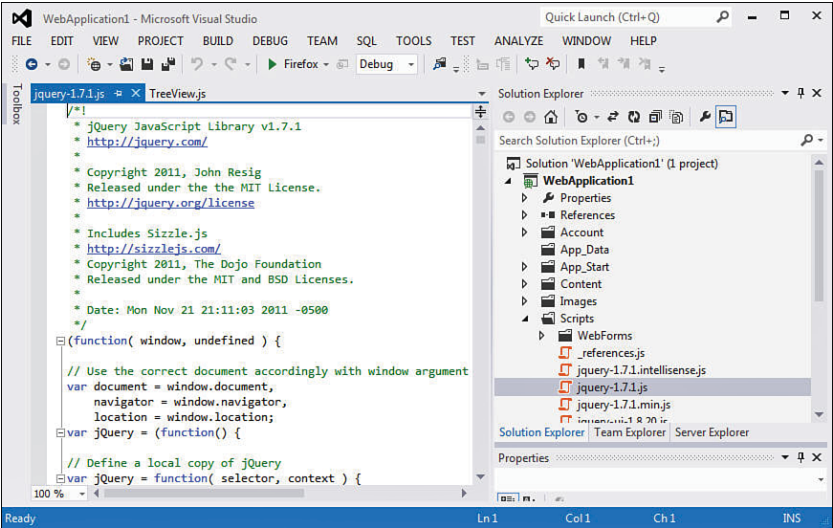 WebApplication1 - Microsoft Visual Studio
Quick Launch (Ctrl+Q)
FILE EDIT VIEW PROJECT BUILD DEBUG TEAM SQL TOOLS TEST ANALYZE WINDOW HELP
Firefox Debug
Toolbox
jquery-1.7.1.js TreeView.js
/*!
* jQuery JavaScript Library v1.7.1
* http://jquery.com/
*
* Copyright 2011, John Resig
* Released under the the MIT License.
* http://jquery.org/license
*
* Includes Sizzle.js
* http://sizzlejs.com/
* Copyright 2011, The Dojo Foundation
* Released under the MIT and BSD Licenses.
*
* Date: Mon Nov 21 21:11:03 2011 -0500
*/
(function( window, undefined ) {
// Use the correct document accordingly with window argument
var document = window.document,
navigator = window.navigator,
location = window.location;
var jQuery = (function() {
// Define a local copy of jQuery
var jQuery = function( selector, context ) {
100 %
Solution Explorer
Search Solution Explorer (Ctrl+;)
Solution 'WebApplication1' (1 project)
WebApplication1
Properties
References
Account
App_Data
App_Start
Content
Images
Scripts
WebForms
_references.js
jquery-1.7.1.intellisense.js
jquery-1.7.1.js
jquery-1.7.1.min.js
jquery-ui-1.8.20.js
Solution Explorer Team Explorer Server Explorer
Properties
Ready Ln 1 Col 1 Ch 1 INS